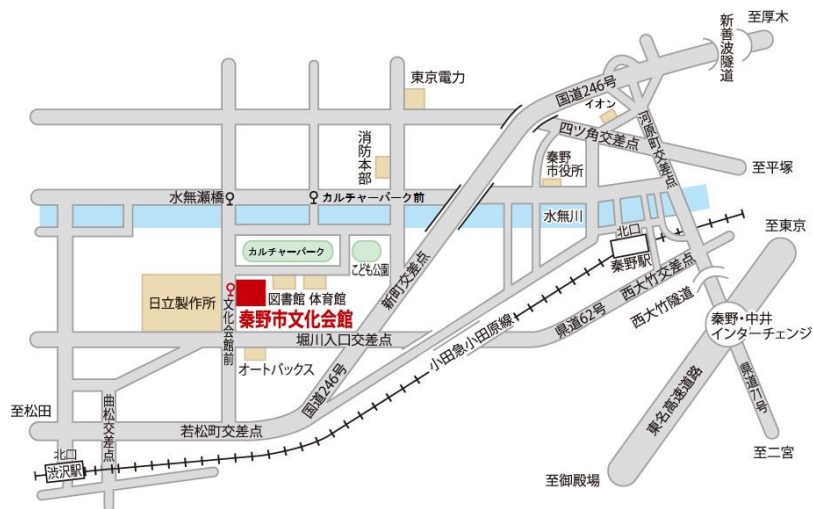 至厚木
新善波隧道
東京電力
国道246号
イオン
四ツ角交差点
河原町交差点
消防本部
秦野
市役所
至平塚
水無瀬橋
カルチャーパーク前
水無川
至東京
北口
秦野駅
カルチャーパーク
こども公園
新町交差点
西大竹交差点
西大竹隧道
日立製作所
図書館
体育館
秦野市文化会館
文化会館前
県道62号
秦野・中井
インターチェンジ
堀川入口交差点
小田急小田原線
オートバックス
国道246号
県道71号
東名高速道路
至松田
曲松交差点
若松町交差点
北口
渋沢駅
至二宮
至御殿場